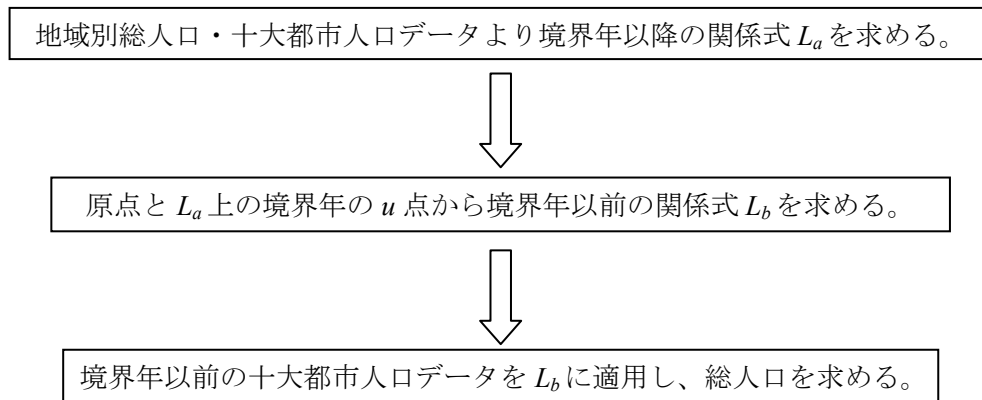 地域別総人口・十大都市人口データより境界年以降の関係式 La を求める。
原点と La 上の境界年の u 点から境界年以前の関係式 Lb を求める。
境界年以前の十大都市人口データを Lb に適用し、総人口を求める。